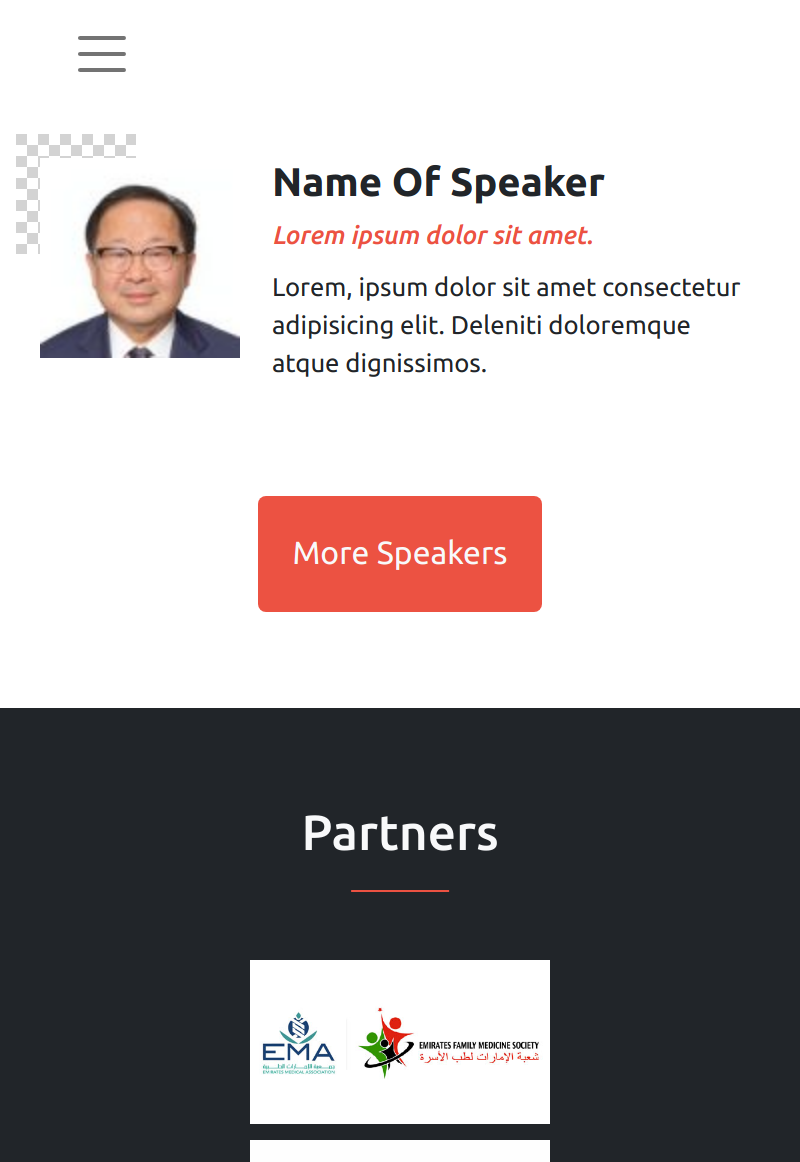 Name Of Speaker
Lorem ipsum dolor sit amet.
Lorem, ipsum dolor sit amet consectetur
adipisicing elit. Deleniti doloremque
atque dignissimos.
More Speakers
Partners
EMA
EMIRATES MEDICAL ASSOCIATION
EMIRATES FAMILY MEDICINE SOCIETY
شعبة الإمارات لطب الأسرة